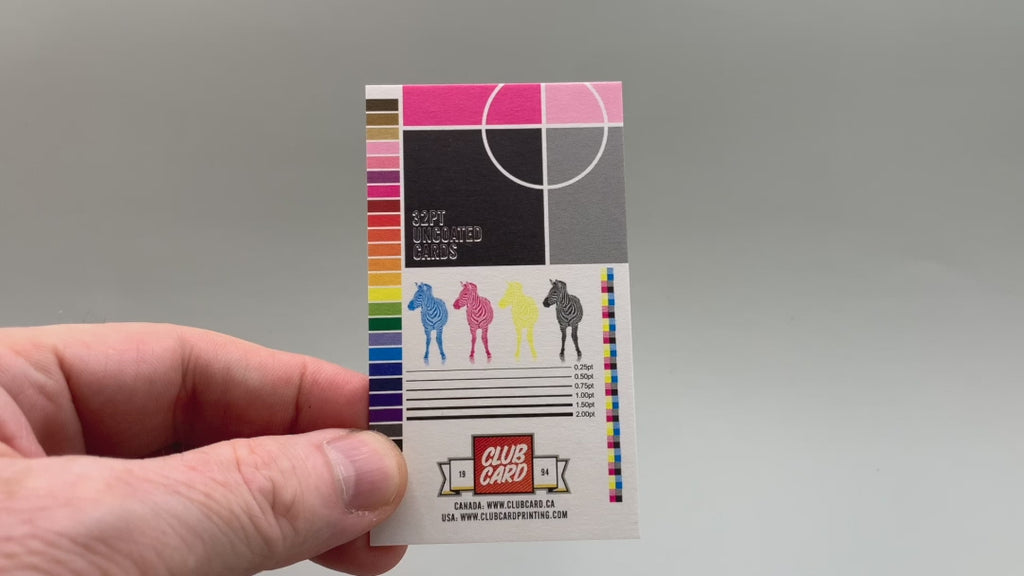 32PT
UNCOATED
CARDS
0.25pt
0.50pt
0.75pt
1.00pt
1.50pt
2.00pt
CLUB
CARD
19 94
CANADA: WWW.CLUBCARD.CA
USA: WWW.CLUBCARDPRINTING.COM